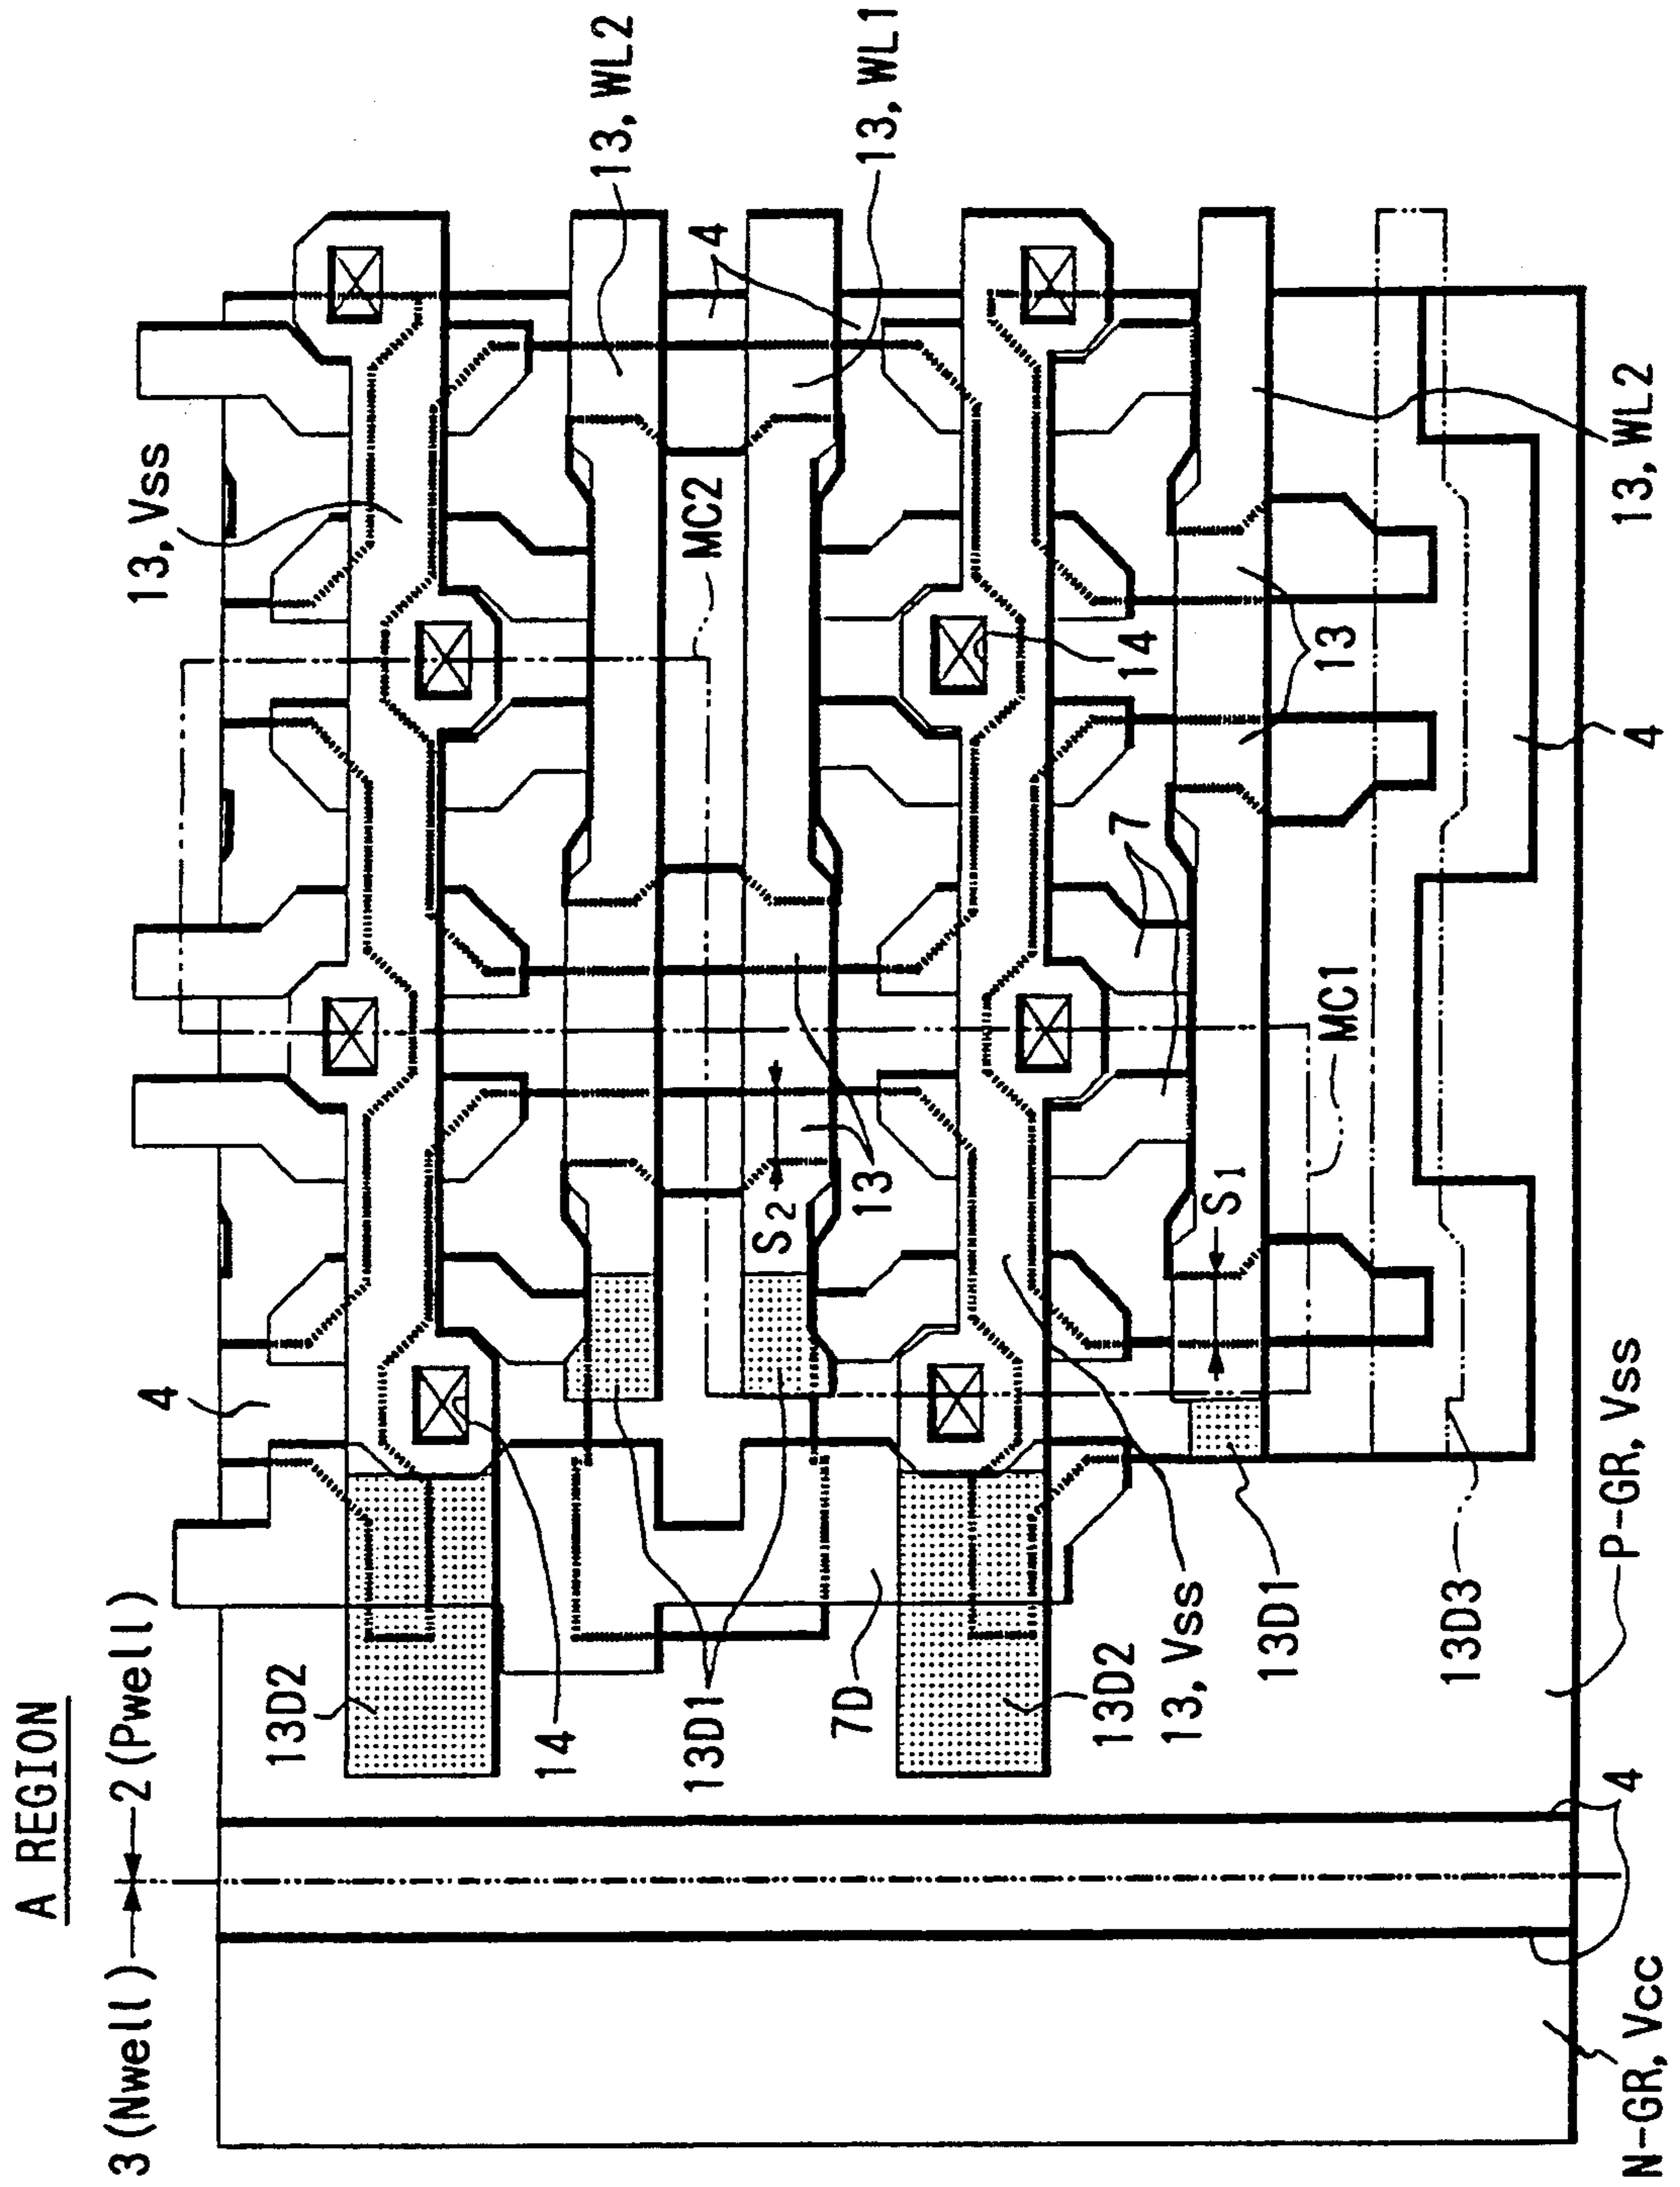 A REGION
3(Nwell)
2(Pwell)
4
13, Vss
13D2
14
13, WL2
13D1
MC2
4
S2
7D
13
13, WL1
13D2
7
14
13, Vss
S1
13D1
MC1
13
13D3
N-GR, Vcc
4
P-GR, Vss
4
13, WL2